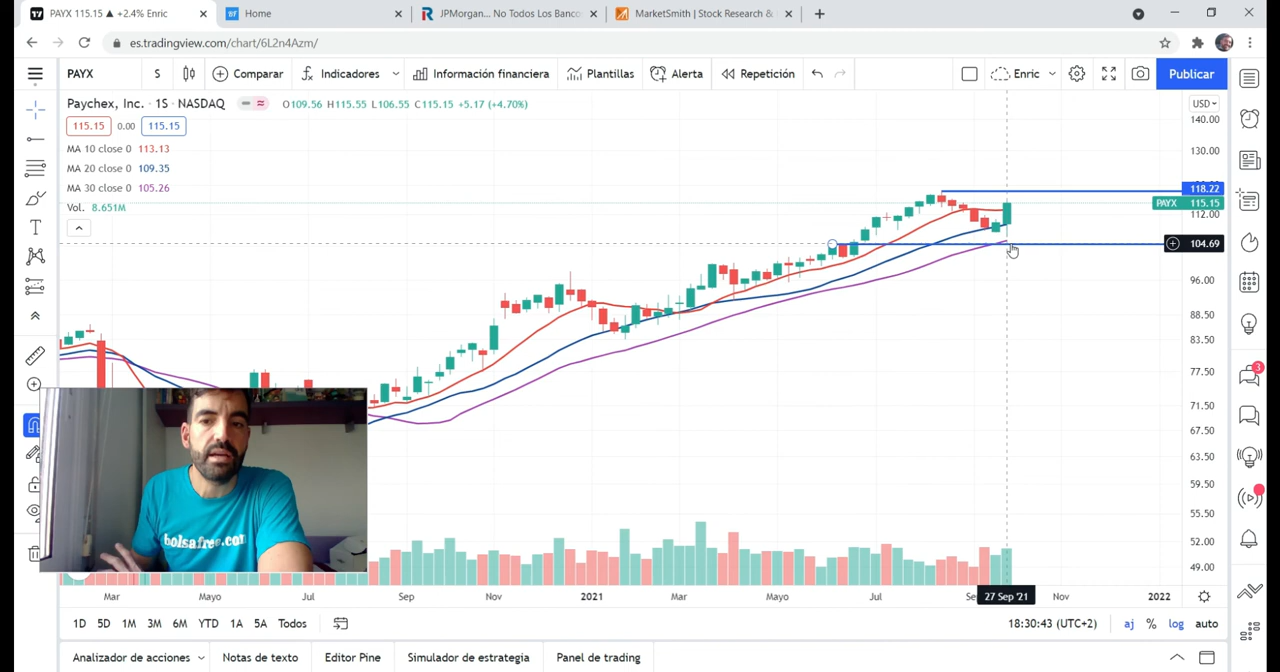 PAYX 115.15 ▲ +2.4% Enric
Home
JPMorgan... No Todos Los Banco
MarketSmith | Stock Research &
es.tradingview.com/chart/6L2n4Azm/
PAYX
S
Comparar
Indicadores
Información financiera
Plantillas
Alerta
Repetición
Enric
Publicar
Paychex, Inc. · 1S · NASDAQ
O109.56 H115.55 L106.55 C115.15 +5.17 (+4.70%)
USD
115.15 0.00 115.15
MA 10 close 0 113.13
MA 20 close 0 109.35
MA 30 close 0 105.26
Vol. 8.651M
140.00
130.00
118.22
PAYX 115.15
112.00
104.69
96.00
88.50
83.50
77.50
71.50
67.50
63.50
59.50
55.50
52.00
49.00
3
bolsafree.com
Mar
Mayo
Jul
Sep
Nov
2021
Mar
Mayo
Jul
27 Sep '21
Nov
2022
1D 5D 1M 3M 6M YTD 1A 5A Todos
18:30:43 (UTC+2)
aj % log auto
Analizador de acciones
Notas de texto
Editor Pine
Simulador de estrategia
Panel de trading